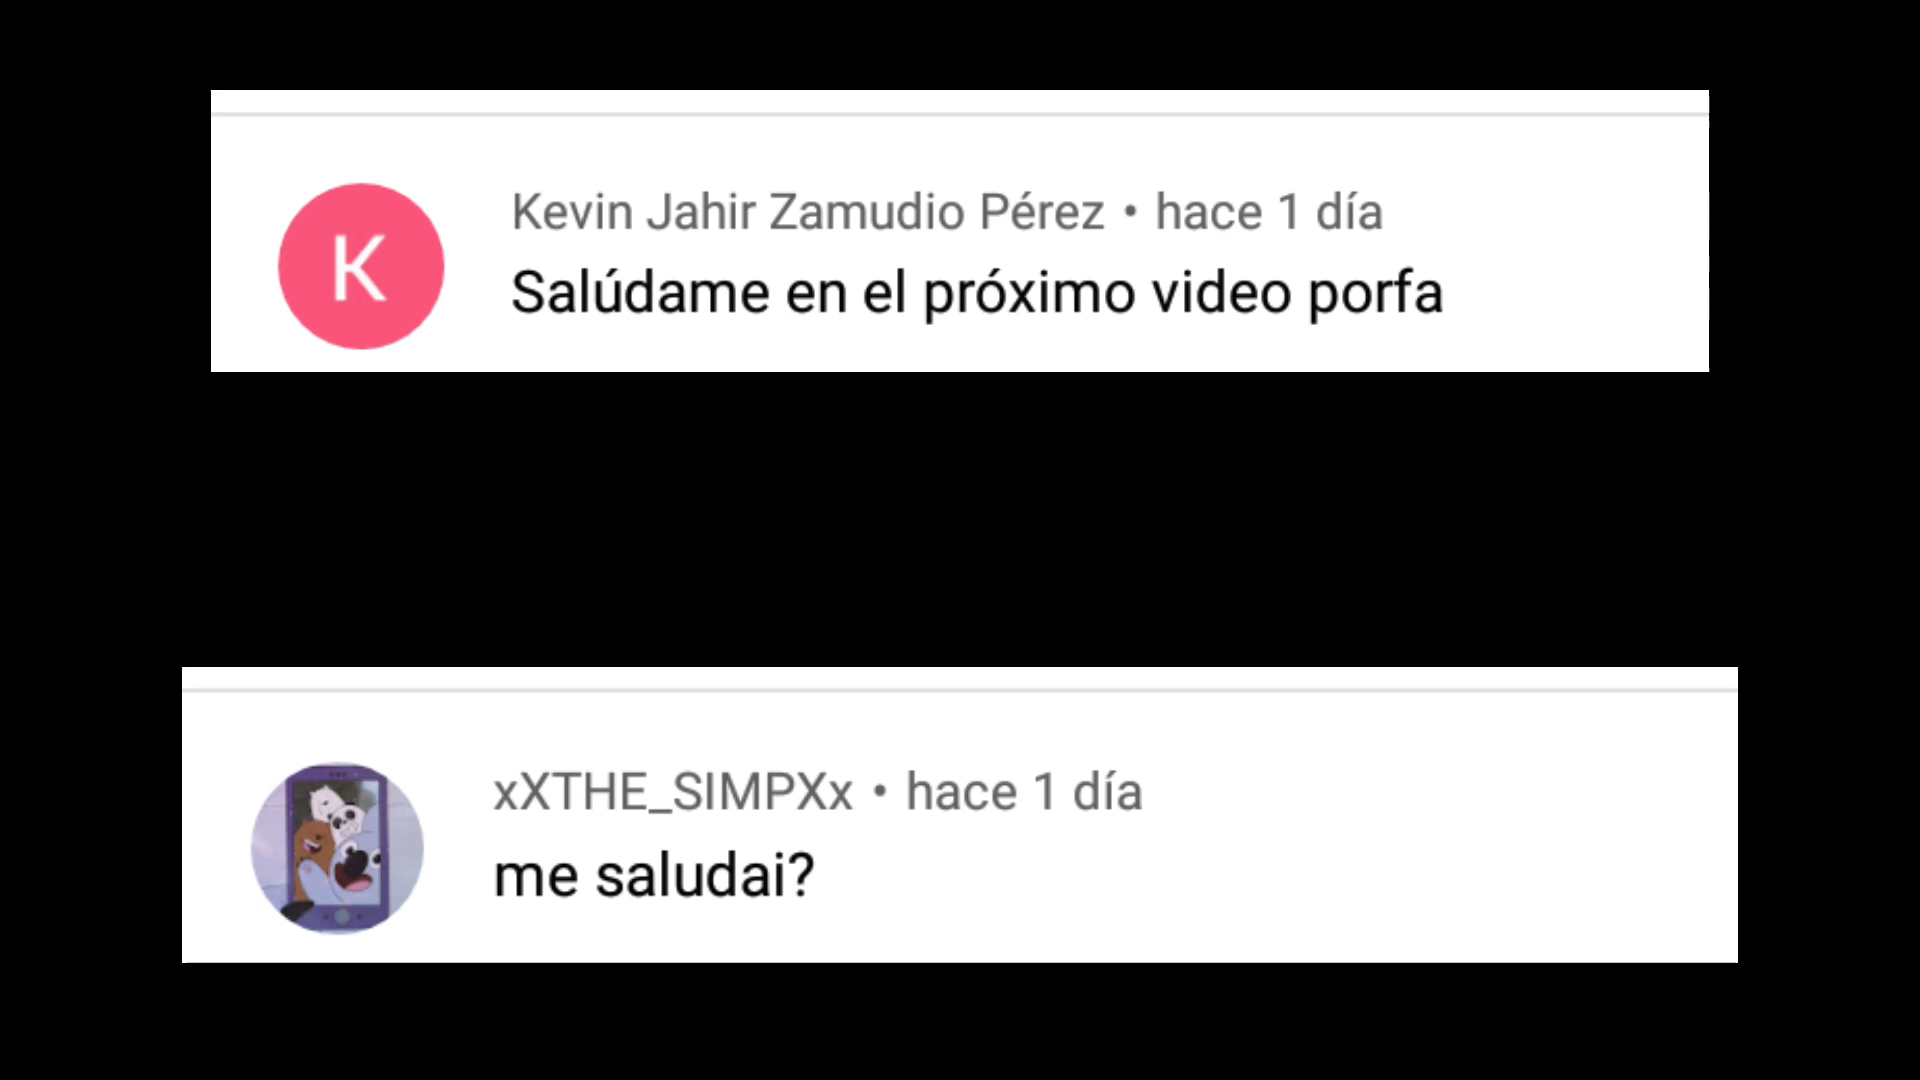 K
Kevin Jahir Zamudio Pérez • hace 1 día
Salúdame en el próximo video porfa
xXTHE_SIMPXx • hace 1 día
me saludai?